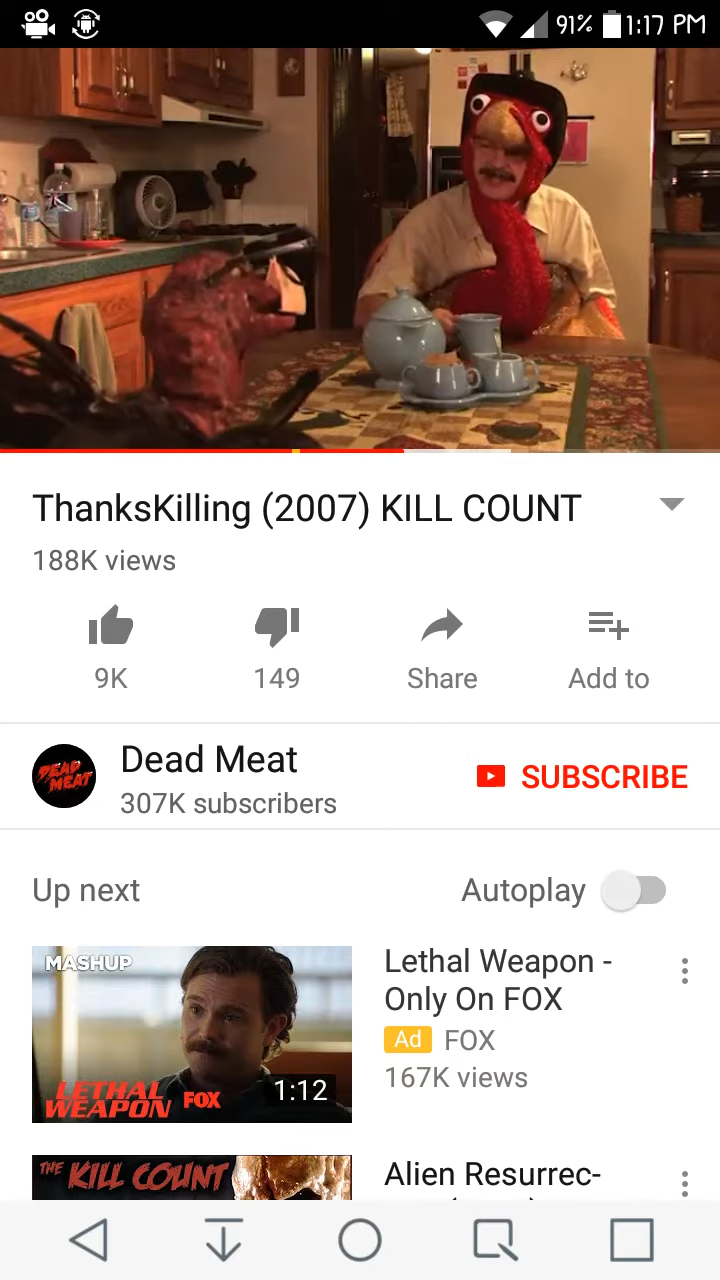 91% 1:17 PM
ThanksKilling (2007) KILL COUNT
188K views
9K
149
Share
Add to
DEAD MEAT
Dead Meat
307K subscribers
SUBSCRIBE
Up next
Autoplay
MASHUP
LETHAL WEAPON FOX
1:12
Lethal Weapon -
Only On FOX
Ad FOX
167K views
THE KILL COUNT
Alien Resurrec-